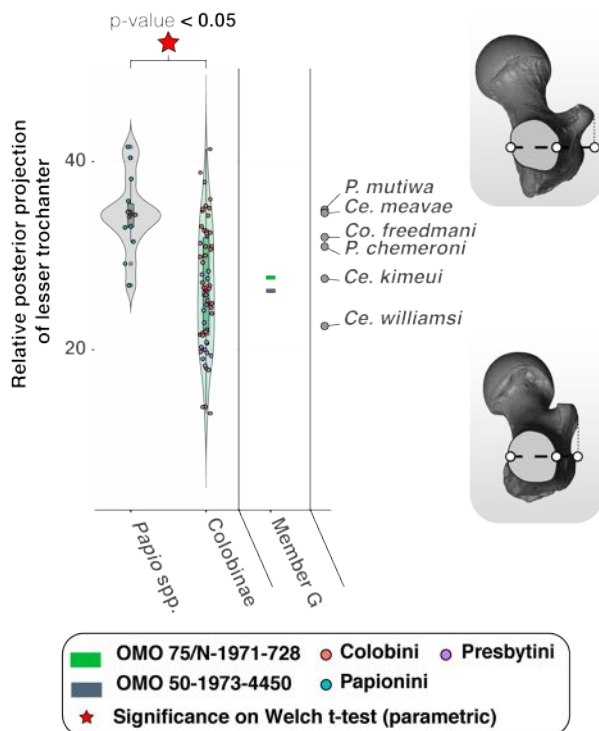 p-value < 0.05
Relative posterior projection
of lesser trochanter
40
20
P. mutiwa
Ce. meavae
Co. freedmani
P. chemeroni
Ce. kimeui
Ce. williamsi
Papio spp.
Colobinae
Member G
OMO 75/N-1971-728
Colobini
Presbytini
OMO 50-1973-4450
Papionini
Significance on Welch t-test (parametric)